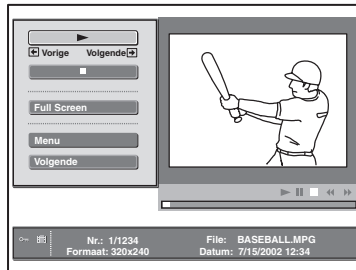 Vorige Volgende
Full Screen
Menu
Volgende
Nr.: 1/1234 File: BASEBALL.MPG
Formaat: 320x240 Datum: 7/15/2002 12:34